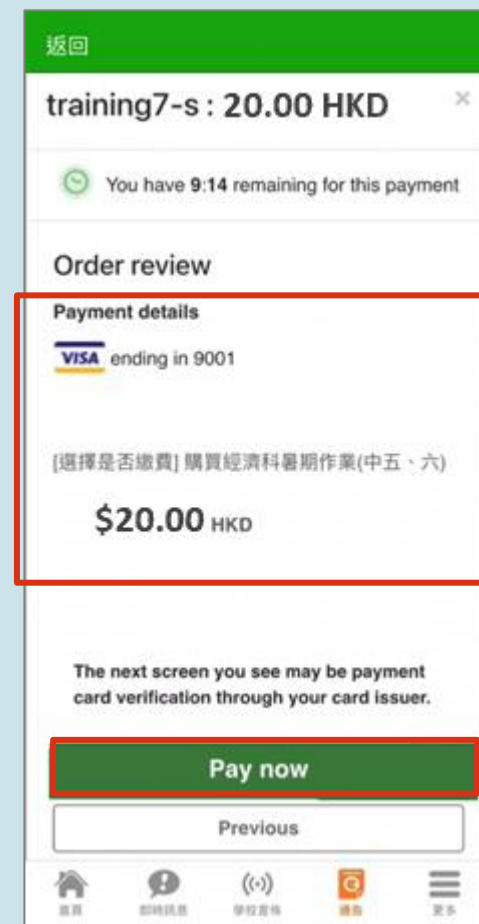 返回
training7-s : 20.00 HKD ×
You have 9:14 remaining for this payment
Order review
Payment details
VISA ending in 9001
[選擇是否繳費] 購買經濟科暑期作業(中五、六)
$20.00 HKD
The next screen you see may be payment
card verification through your card issuer.
Pay now
Previous
首頁 即時訊息 學校宣佈 通告 更多